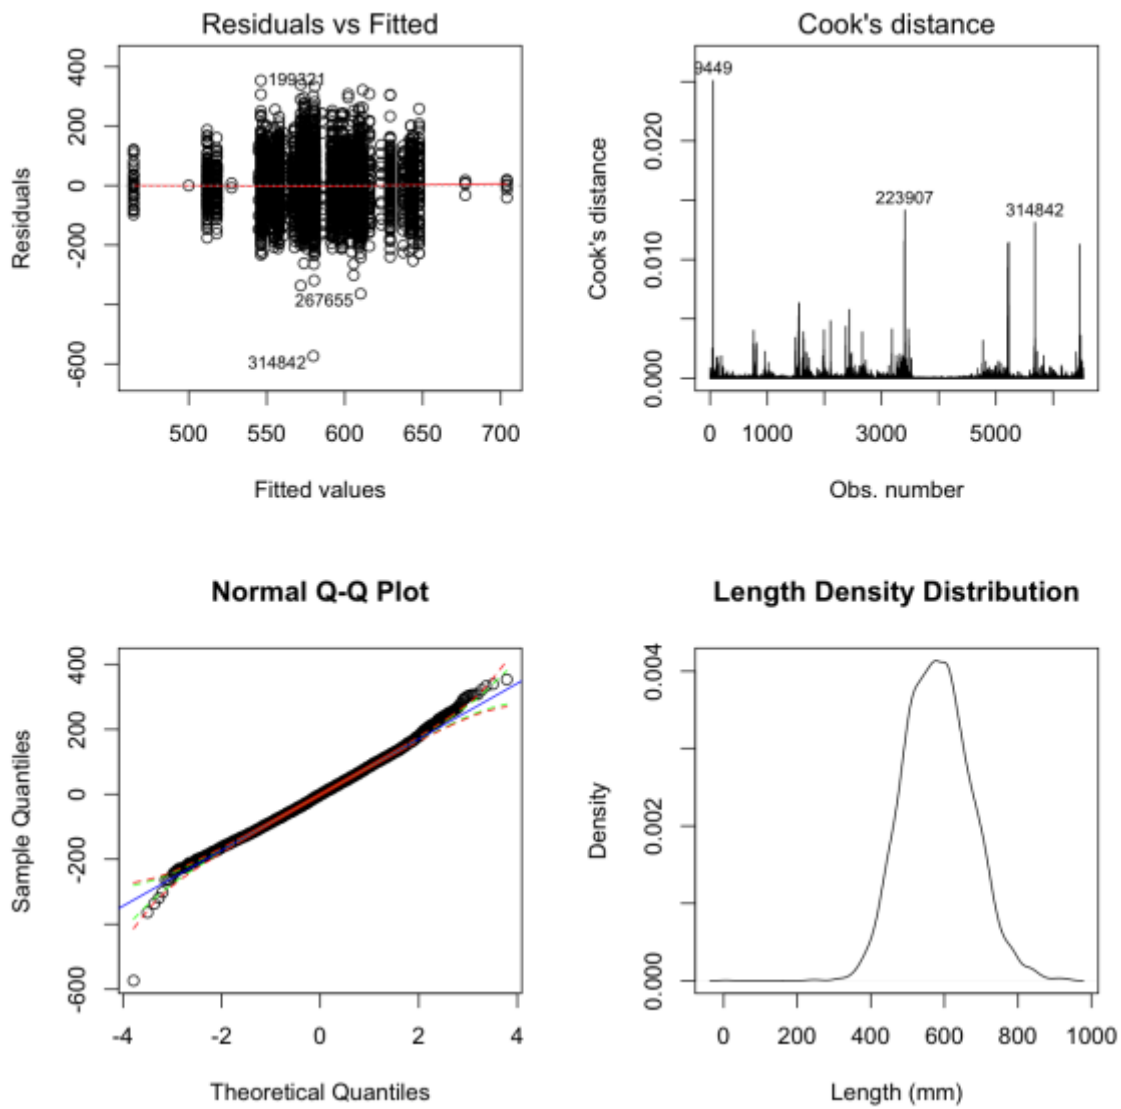 Residuals vs Fitted
400
200
0
-200
-600
Residuals
199321
267655
314842
500 550 600 650 700
Fitted values
Cook's distance
0.020
0.010
0.000
Cook's distance
9449
223907
314842
0 1000 3000 5000
Obs. number
Normal Q-Q Plot
400
200
0
-200
-600
Sample Quantiles
-4 -2 0 2 4
Theoretical Quantiles
Length Density Distribution
0.004
0.002
0.000
Density
0 200 400 600 800 1000
Length (mm)